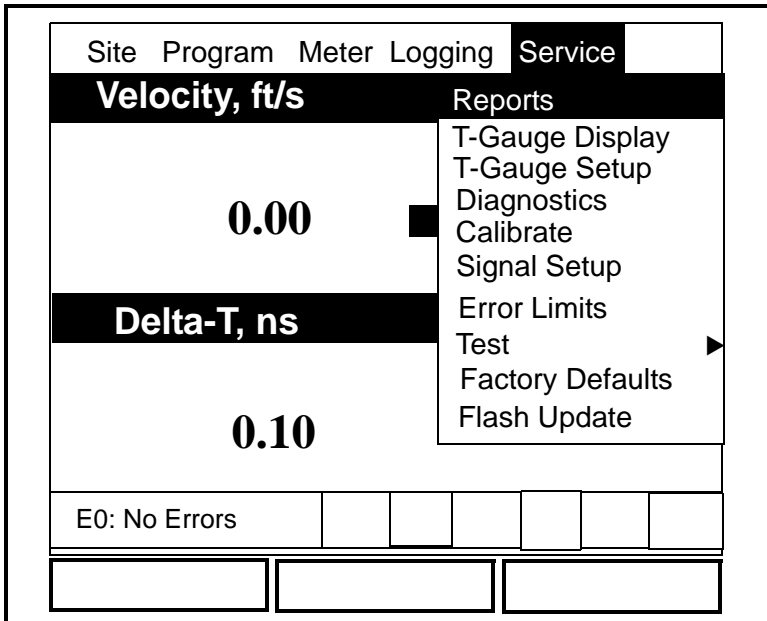 Site Program Meter Logging Service
Velocity, ft/s
Reports
T-Gauge Display
T-Gauge Setup
Diagnostics
0.00
Calibrate
Signal Setup
Error Limits
Delta-T, ns
Test
Factory Defaults
Flash Update
0.10
E0: No Errors